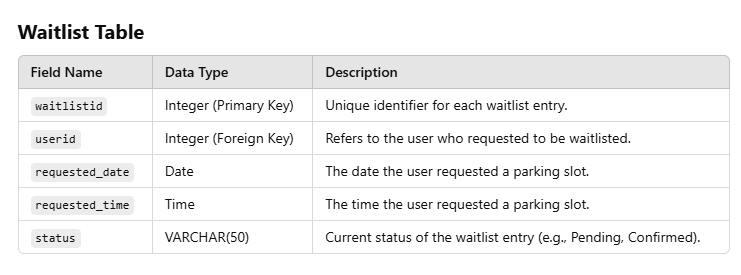 Waitlist Table
Field Name Data Type Description
waitlistid Integer (Primary Key) Unique identifier for each waitlist entry.
userid Integer (Foreign Key) Refers to the user who requested to be waitlisted.
requested_date Date The date the user requested a parking slot.
requested_time Time The time the user requested a parking slot.
status VARCHAR(50) Current status of the waitlist entry (e.g., Pending, Confirmed).